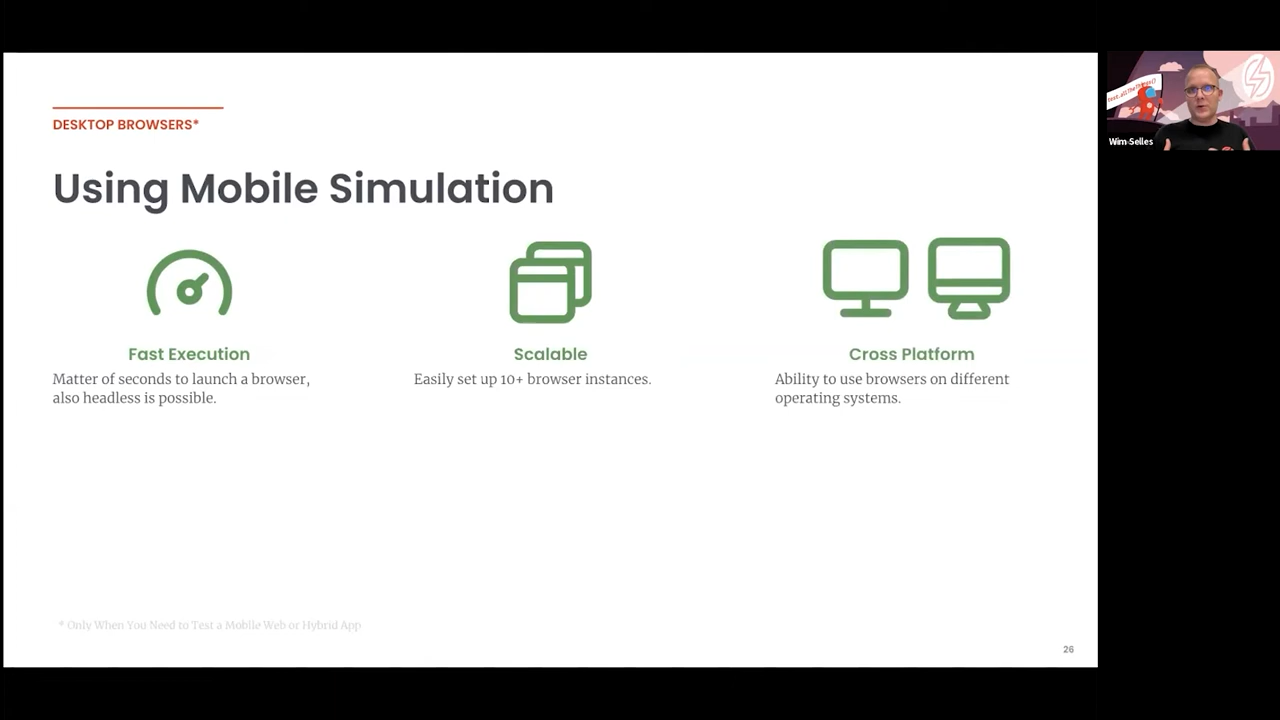 DESKTOP BROWSERS*
Using Mobile Simulation
Fast Execution
Matter of seconds to launch a browser,
also headless is possible.
Scalable
Easily set up 10+ browser instances.
Cross Platform
Ability to use browsers on different
operating systems.
* Only When You Need to Test a Mobile Web or Hybrid App
26
test.allTheThings()
Wim Selles